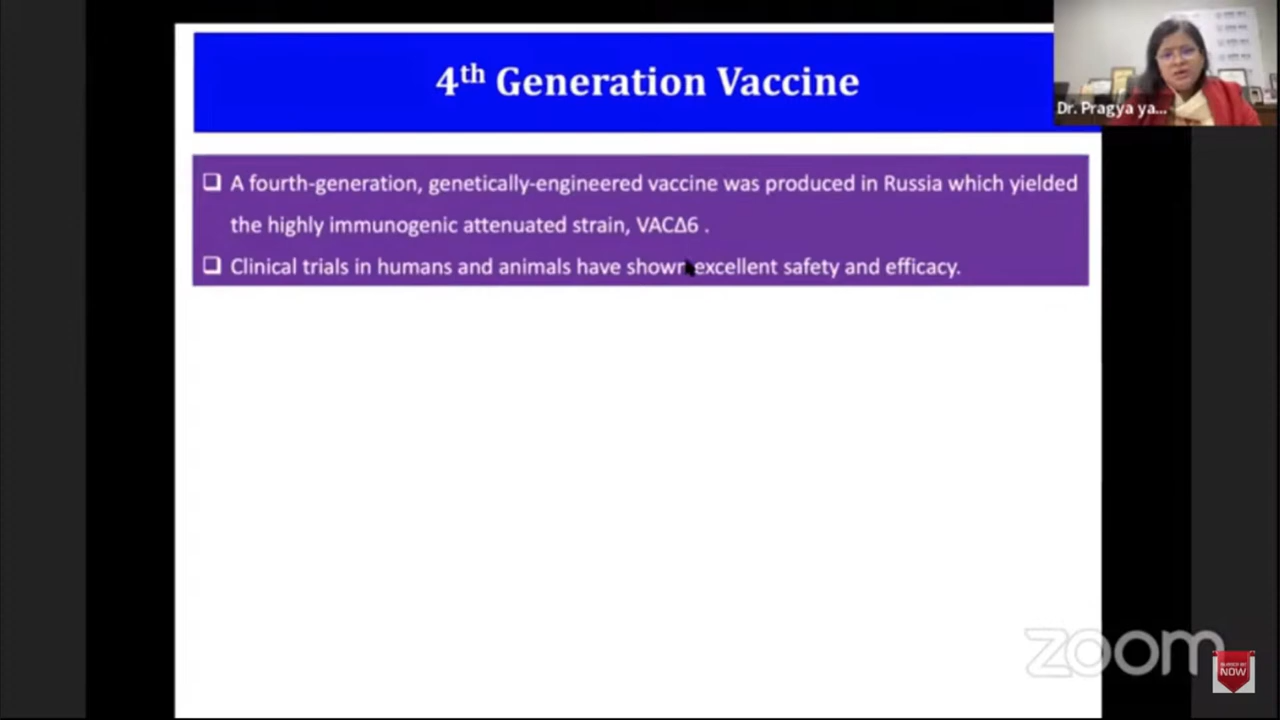 4th Generation Vaccine
Dr. Pragya ya...
❑ A fourth-generation, genetically-engineered vaccine was produced in Russia which yielded
the highly immunogenic attenuated strain, VACΔ6 .
❑ Clinical trials in humans and animals have shown excellent safety and efficacy.
zoom
NOW